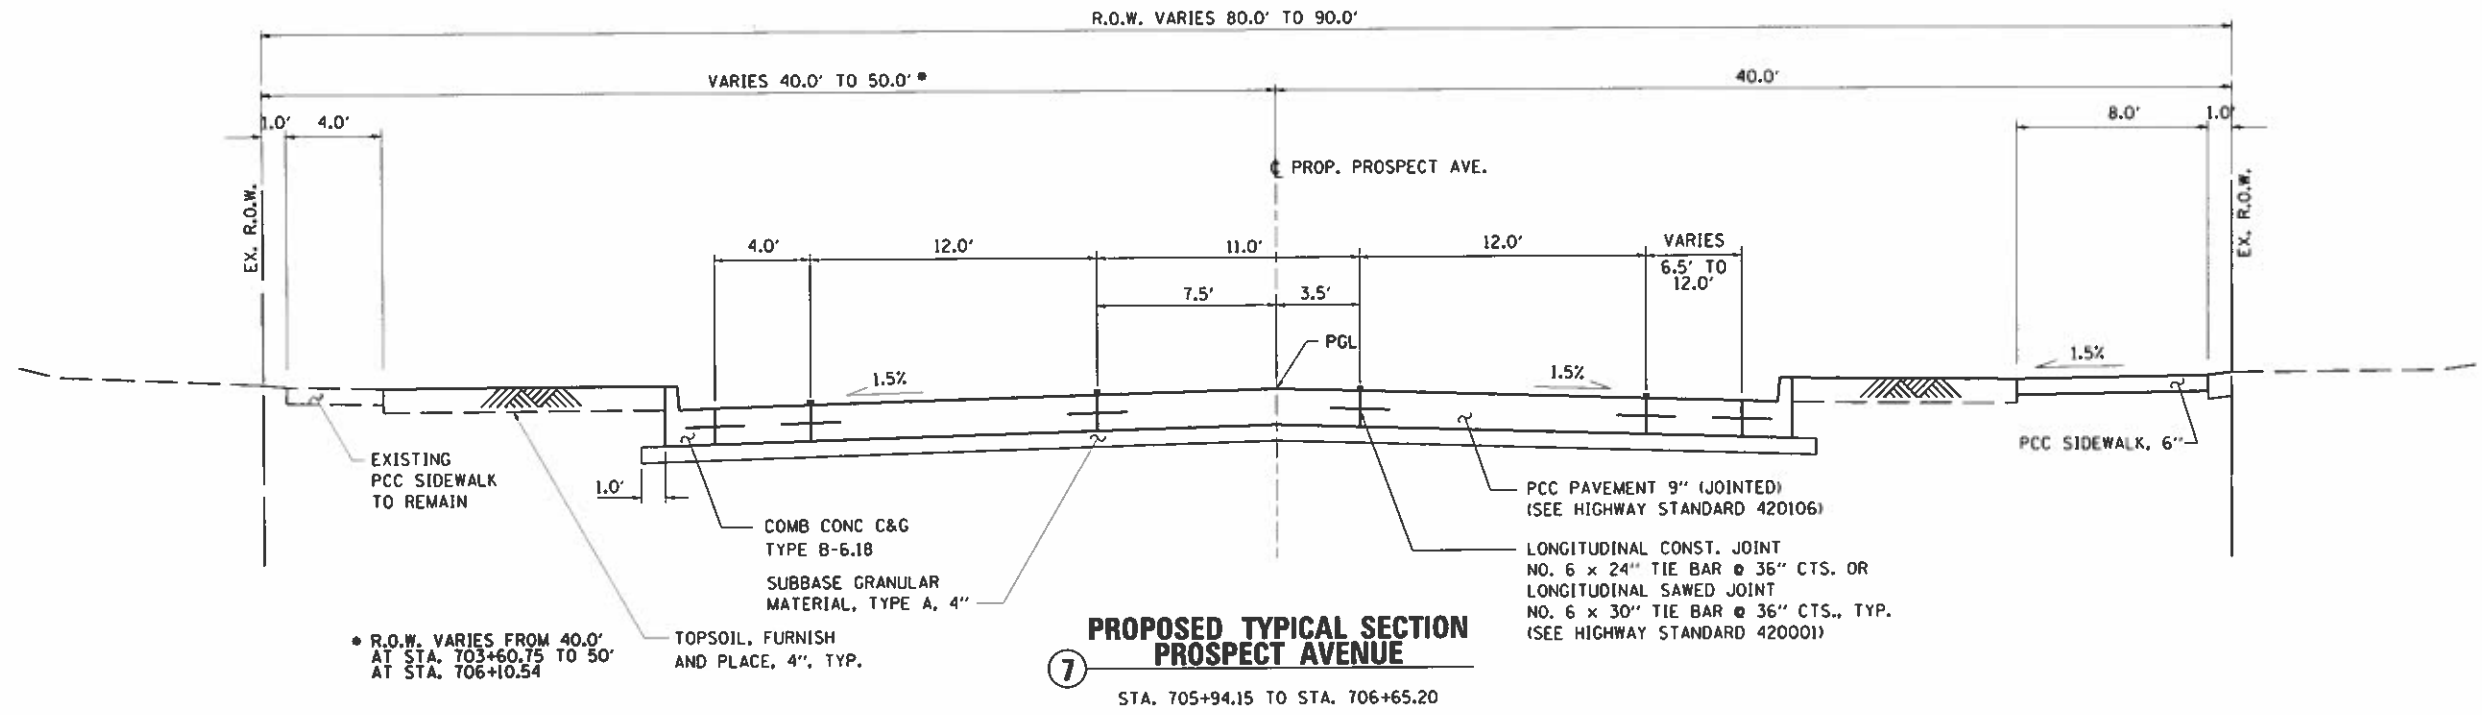 R.O.W. VARIES 80.0' TO 90.0'
VARIES 40.0' TO 50.0' *
40.0'
1.0'
4.0'
8.0'
1.0'
℄ PROP. PROSPECT AVE.
EX. R.O.W.
EX. R.O.W.
4.0'
12.0'
11.0'
12.0'
VARIES
6.5' TO
12.0'
7.5'
3.5'
PGL
1.5%
1.5%
1.5%
EXISTING
PCC SIDEWALK
TO REMAIN
1.0'
COMB CONC C&G
TYPE B-6.18
SUBBASE GRANULAR
MATERIAL, TYPE A, 4"
TOPSOIL, FURNISH
AND PLACE, 4", TYP.
* R.O.W. VARIES FROM 40.0'
AT STA. 703+60.75 TO 50'
AT STA. 706+10.54
PCC SIDEWALK, 6"
PCC PAVEMENT 9" (JOINTED)
(SEE HIGHWAY STANDARD 420106)
LONGITUDINAL CONST. JOINT
NO. 6 x 24" TIE BAR @ 36" CTS. OR
LONGITUDINAL SAWED JOINT
NO. 6 x 30" TIE BAR @ 36" CTS., TYP.
(SEE HIGHWAY STANDARD 420001)
PROPOSED TYPICAL SECTION
PROSPECT AVENUE
7
STA. 705+94.15 TO STA. 706+65.20